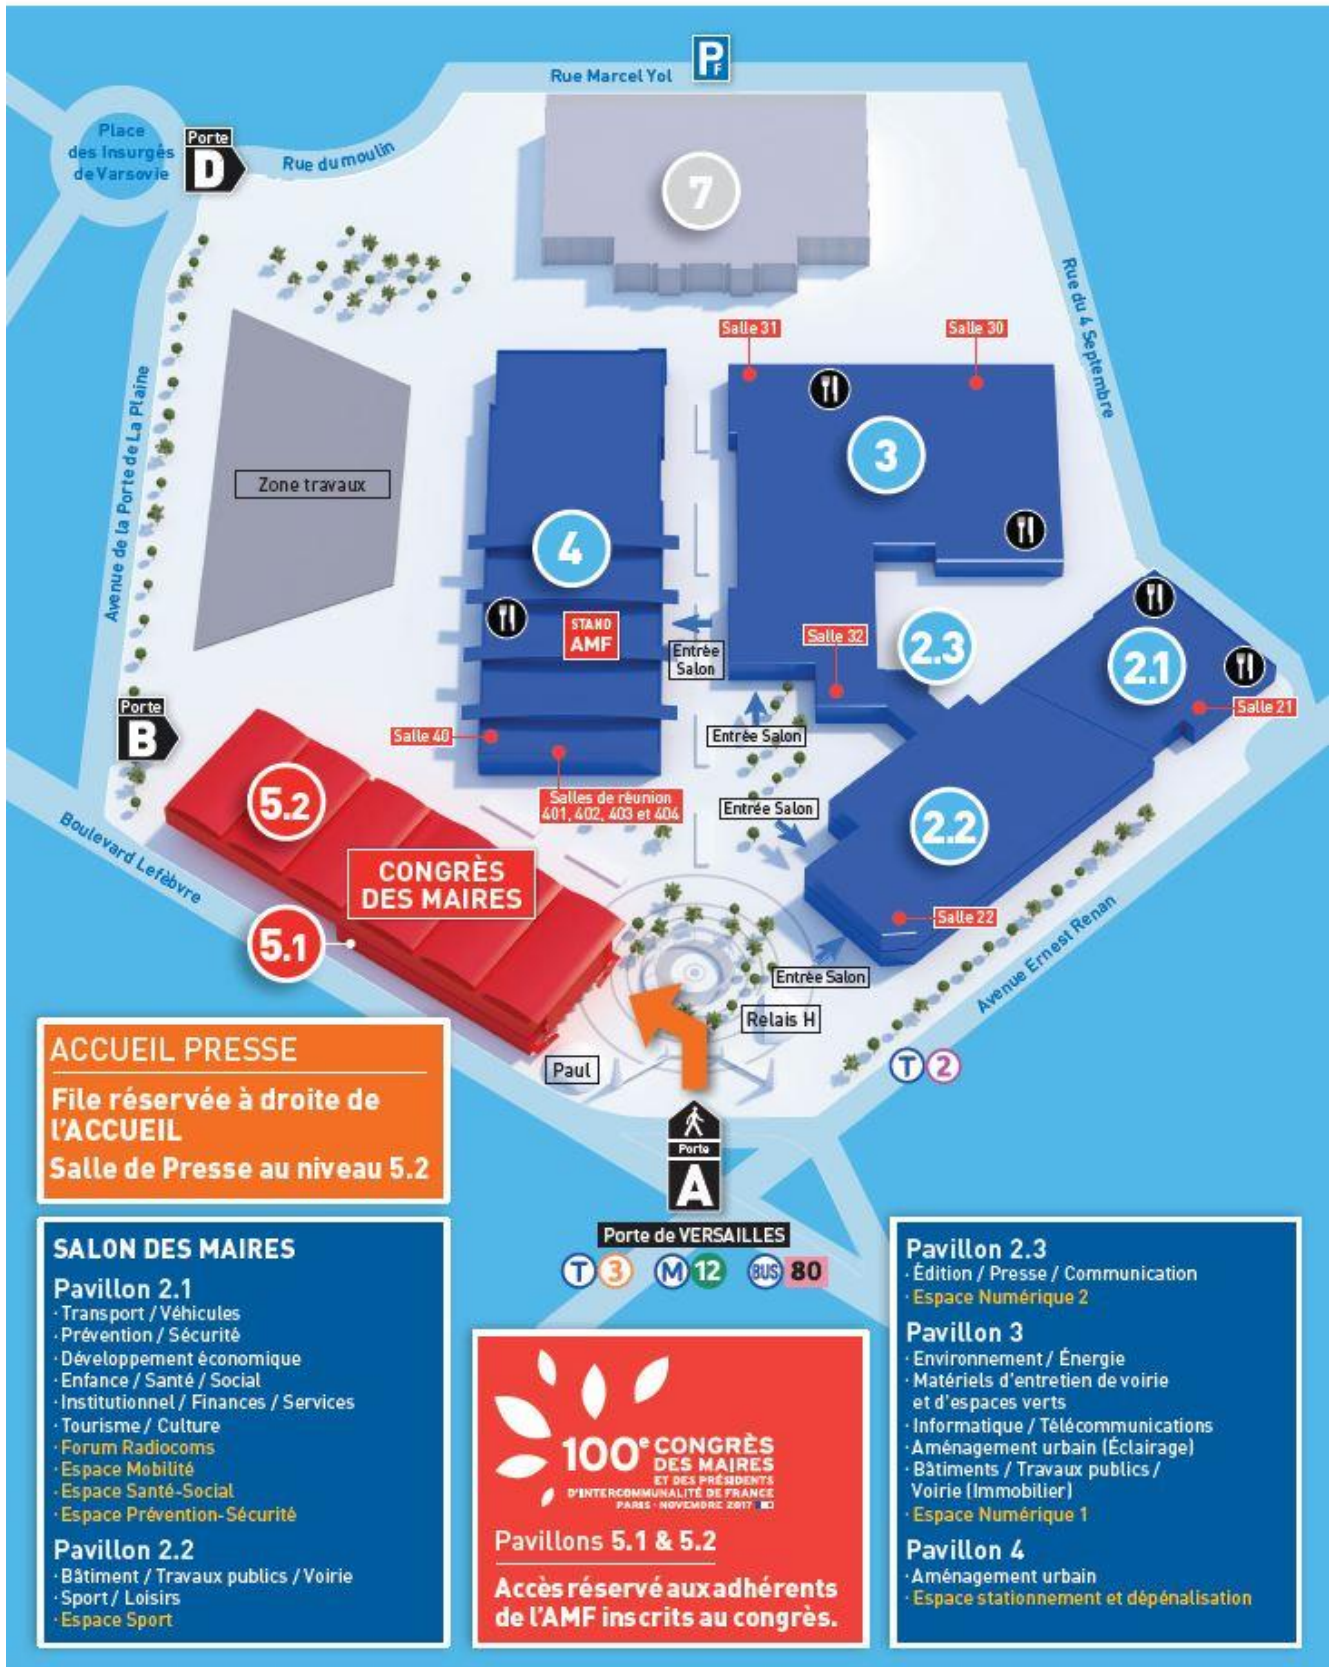 P F
Rue Marcel Yol
Place
des Insurgés
de Varsovie
Porte
D
Rue du moulin
7
Rue du 4 Septembre
Salle 31
Salle 30
3
Avenue de la Porte de La Plaine
Zone travaux
4
STAND
AMF
Entrée
Salon
Salle 32
2.3
2.1
Salle 21
Porte
B
Salle 40
Entrée Salon
Salles de réunion
401, 402, 403 et 404
Entrée Salon
2.2
5.2
CONGRÈS
DES MAIRES
Boulevard Lefèbvre
5.1
Salle 22
Entrée Salon
Avenue Ernest Renan
Relais H
Paul
T 2
ACCUEIL PRESSE
File réservée à droite de
l'ACCUEIL
Salle de Presse au niveau 5.2
Porte
A
Porte de VERSAILLES
T 3 M 12 BUS 80
SALON DES MAIRES
Pavillon 2.1
· Transport / Véhicules
· Prévention / Sécurité
· Développement économique
· Enfance / Santé / Social
· Institutionnel / Finances / Services
· Tourisme / Culture
· Forum Radiocoms
· Espace Mobilité
· Espace Santé-Social
· Espace Prévention-Sécurité
Pavillon 2.2
· Bâtiment / Travaux publics / Voirie
· Sport / Loisirs
· Espace Sport
100e CONGRÈS
DES MAIRES
ET DES PRÉSIDENTS
D'INTERCOMMUNALITÉ DE FRANCE
PARIS · NOVEMBRE 2017
Pavillons 5.1 & 5.2
Accès réservé aux adhérents
de l'AMF inscrits au congrès.
Pavillon 2.3
· Édition / Presse / Communication
· Espace Numérique 2
Pavillon 3
· Environnement / Énergie
· Matériels d'entretien de voirie
et d'espaces verts
· Informatique / Télécommunications
· Aménagement urbain (Éclairage)
· Bâtiments / Travaux publics /
Voirie (Immobilier)
· Espace Numérique 1
Pavillon 4
· Aménagement urbain
· Espace stationnement et dépénalisation